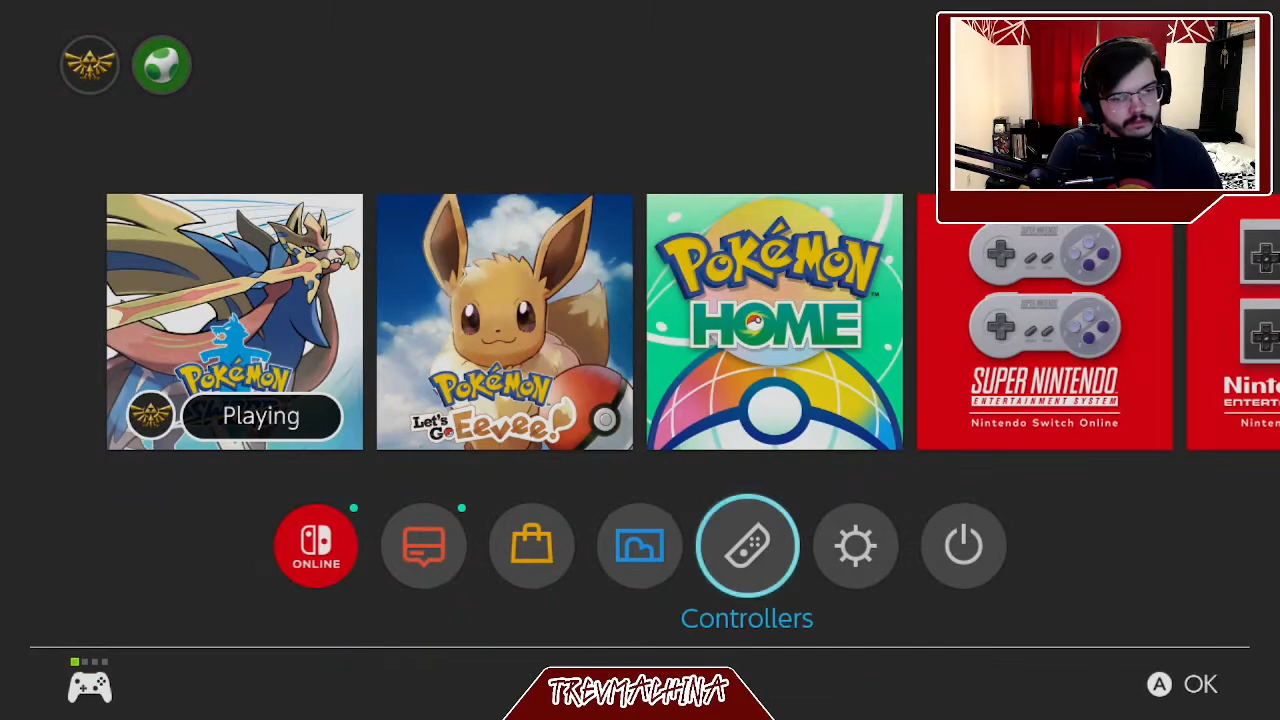 POKéMON
Playing
POKéMON
Let's
Go
Eevee!
POKéMON
HOME
SUPER NINTENDO
ENTERTAINMENT SYSTEM
Nintendo Switch Online
ONLINE
Controllers
TREVMACHINA
A OK